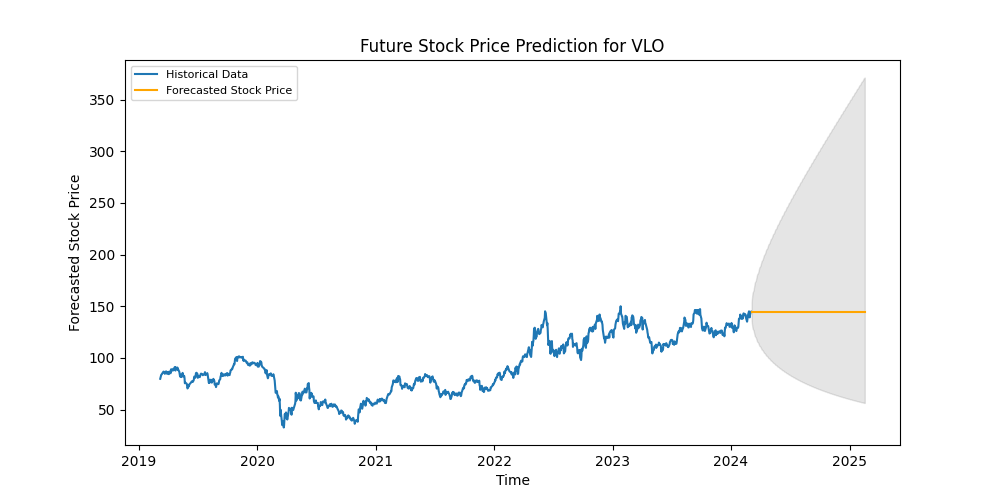 Future Stock Price Prediction for VLO
Historical Data
Forecasted Stock Price
350
300
250
200
150
100
50
Forecasted Stock Price
2019 2020 2021 2022 2023 2024 2025
Time